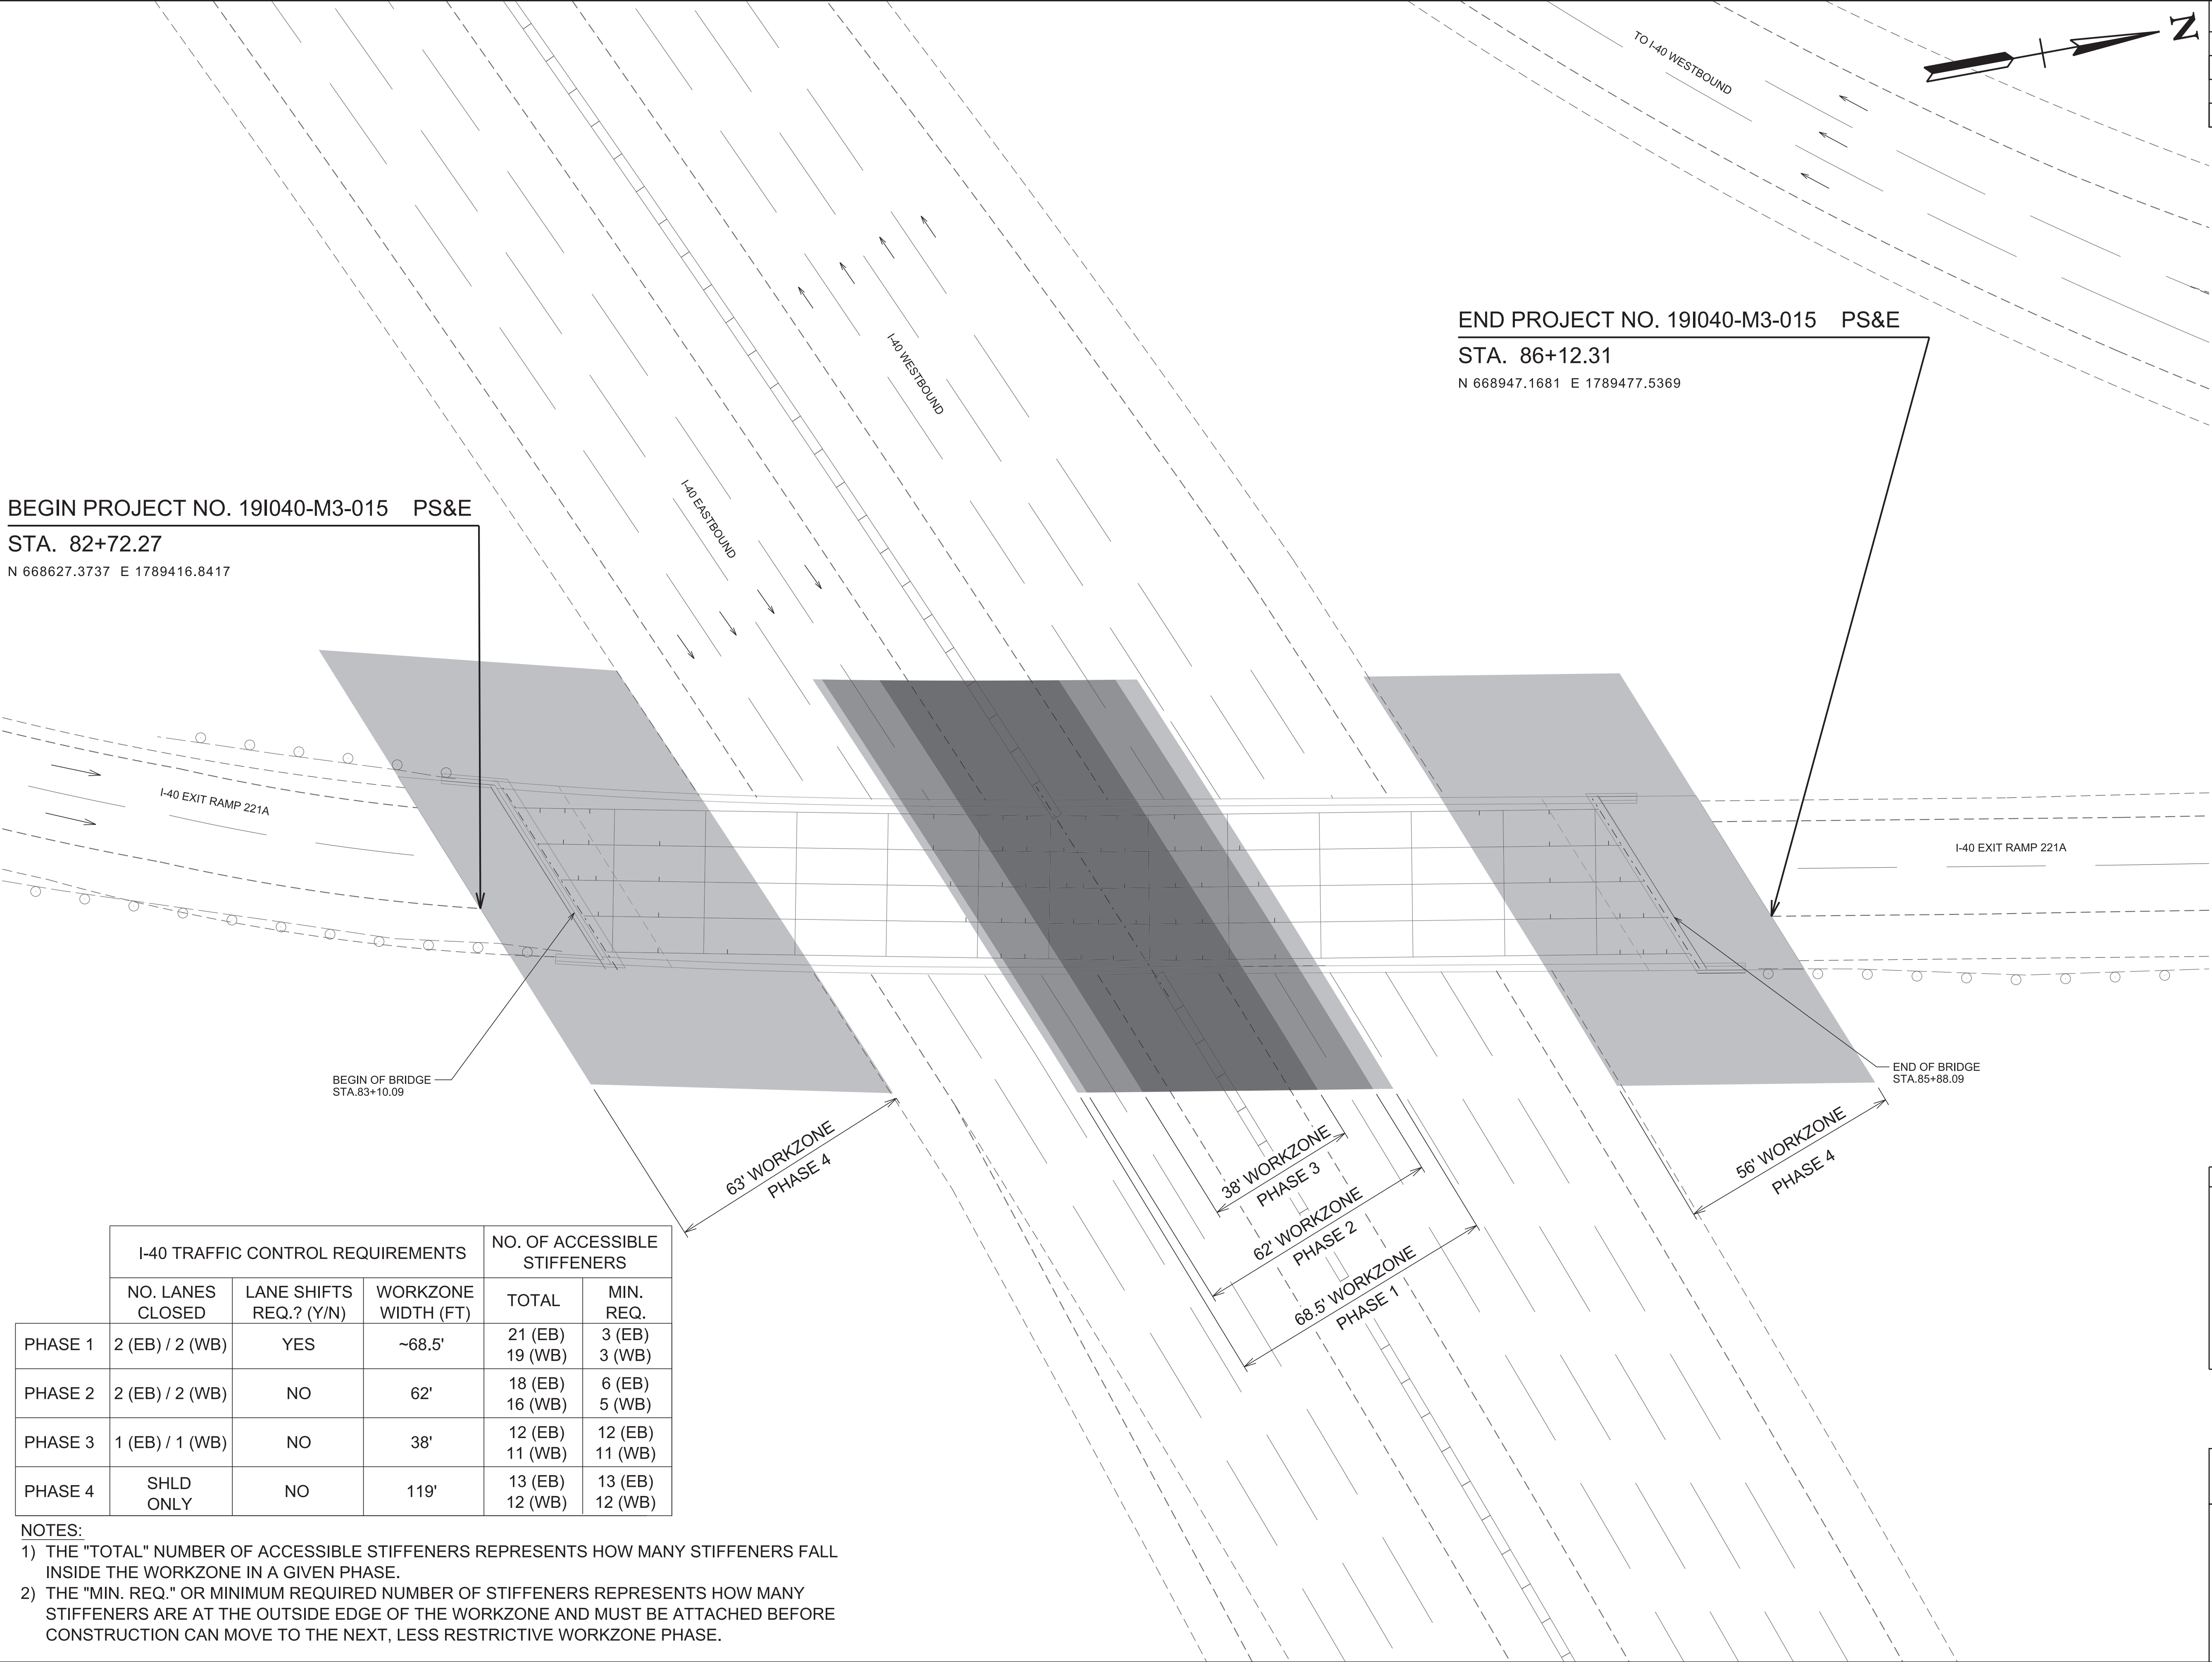 N
TO I-40 WESTBOUND
I-40 WESTBOUND
I-40 EASTBOUND
END PROJECT NO. 19I040-M3-015 PS&E
STA. 86+12.31
N 668947.1681 E 1789477.5369
BEGIN PROJECT NO. 19I040-M3-015 PS&E
STA. 82+72.27
N 668627.3737 E 1789416.8417
I-40 EXIT RAMP 221A
I-40 EXIT RAMP 221A
BEGIN OF BRIDGE
STA.83+10.09
END OF BRIDGE
STA.85+88.09
63' WORKZONE
PHASE 4
38' WORKZONE
PHASE 3
62' WORKZONE
PHASE 2
68.5' WORKZONE
PHASE 1
56' WORKZONE
PHASE 4
I-40 TRAFFIC CONTROL REQUIREMENTS
NO. OF ACCESSIBLE
STIFFENERS
NO. LANES
CLOSED
LANE SHIFTS
REQ.? (Y/N)
WORKZONE
WIDTH (FT)
TOTAL
MIN.
REQ.
PHASE 1
2 (EB) / 2 (WB)
YES
~68.5'
21 (EB)
19 (WB)
3 (EB)
3 (WB)
PHASE 2
2 (EB) / 2 (WB)
NO
62'
18 (EB)
16 (WB)
6 (EB)
5 (WB)
PHASE 3
1 (EB) / 1 (WB)
NO
38'
12 (EB)
11 (WB)
12 (EB)
11 (WB)
PHASE 4
SHLD
ONLY
NO
119'
13 (EB)
12 (WB)
13 (EB)
12 (WB)
NOTES:
1) THE "TOTAL" NUMBER OF ACCESSIBLE STIFFENERS REPRESENTS HOW MANY STIFFENERS FALL
INSIDE THE WORKZONE IN A GIVEN PHASE.
2) THE "MIN. REQ." OR MINIMUM REQUIRED NUMBER OF STIFFENERS REPRESENTS HOW MANY
STIFFENERS ARE AT THE OUTSIDE EDGE OF THE WORKZONE AND MUST BE ATTACHED BEFORE
CONSTRUCTION CAN MOVE TO THE NEXT, LESS RESTRICTIVE WORKZONE PHASE.